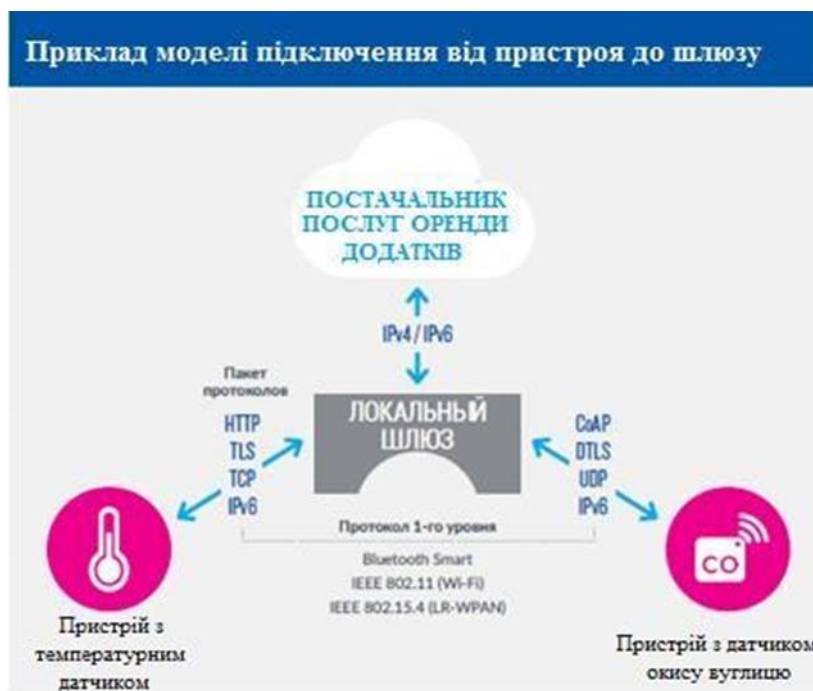 Приклад моделі підключення від пристроя до шлюзу
ПОСТАЧАЛЬНИК
ПОСЛУГ ОРЕНДИ
ДОДАТКІВ
IPv4 / IPv6
Пакет
протоколов
HTTP
TLS
TCP
IPv6
ЛОКАЛЬНЫЙ
ШЛЮЗ
CoAP
DTLS
UDP
IPv6
Протокол 1-го уровня
Bluetooth Smart
IEEE 802.11 (Wi-Fi)
IEEE 802.15.4 (LR-WPAN)
CO
Пристрій з
температурним
датчиком
Пристрій з датчиком
окису вуглицю